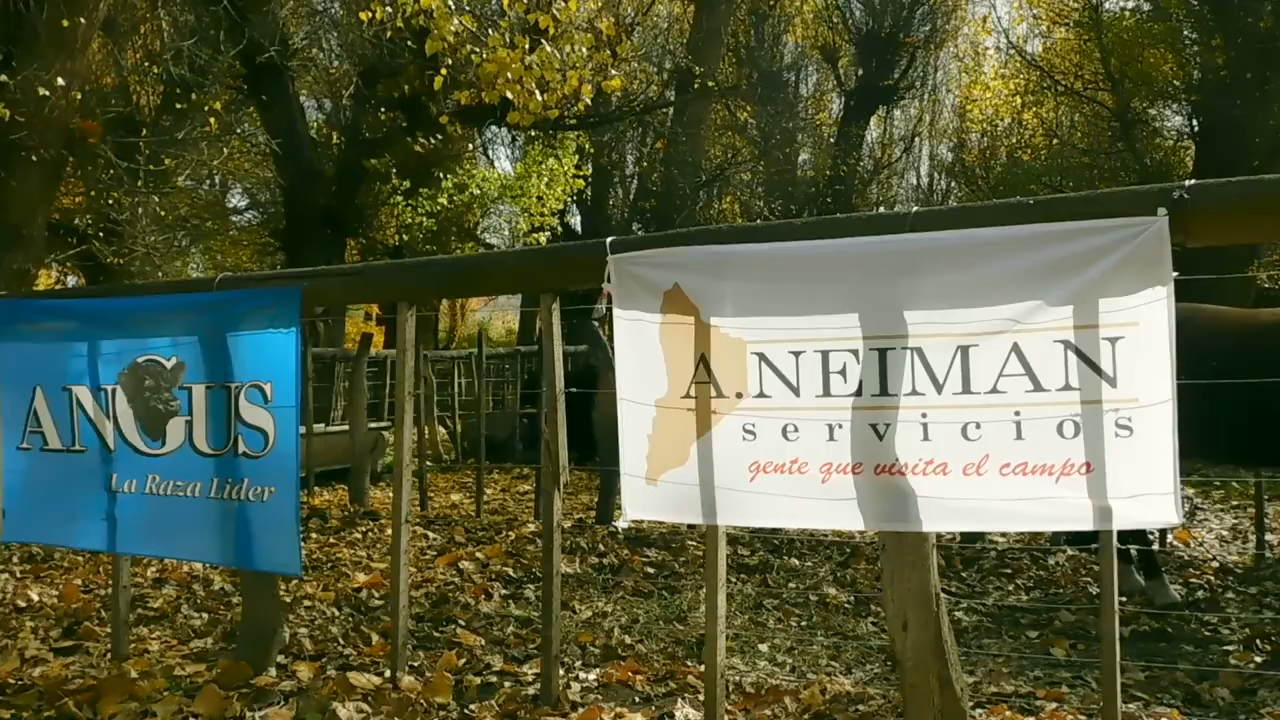 ANGUS
La Raza Lider
A.NEIMAN
servicios
gente que visita el campo